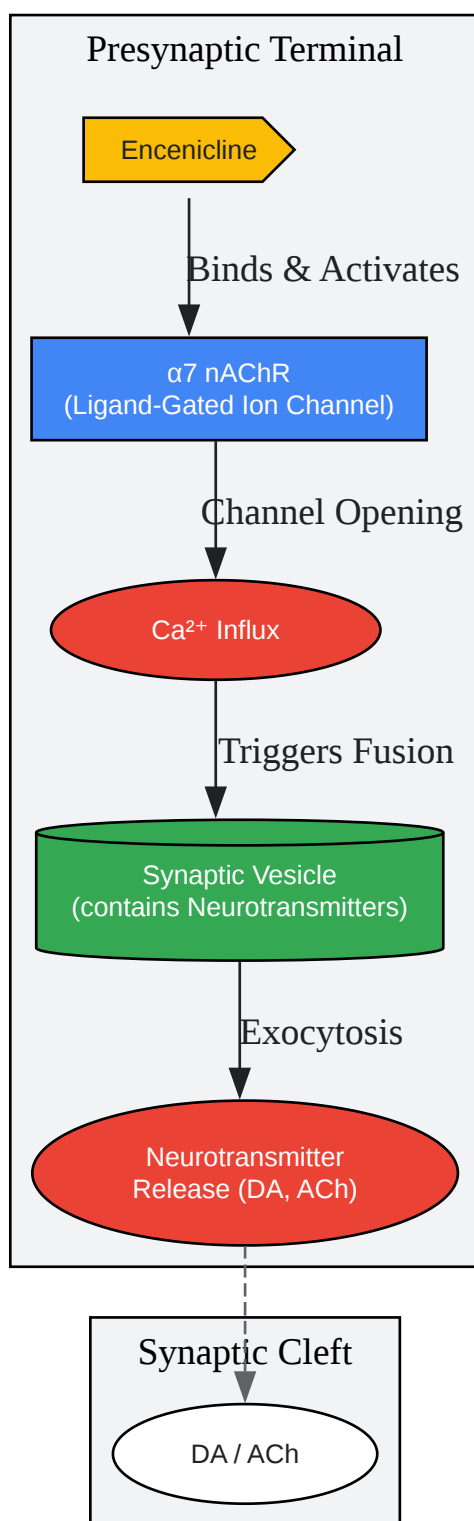 Presynaptic Terminal
Encenicline
Binds & Activates
α7 nAChR
(Ligand-Gated Ion Channel)
Channel Opening
Ca²⁺ Influx
Triggers Fusion
Synaptic Vesicle
(contains Neurotransmitters)
Exocytosis
Neurotransmitter
Release (DA, ACh)
Synaptic Cleft
DA / ACh